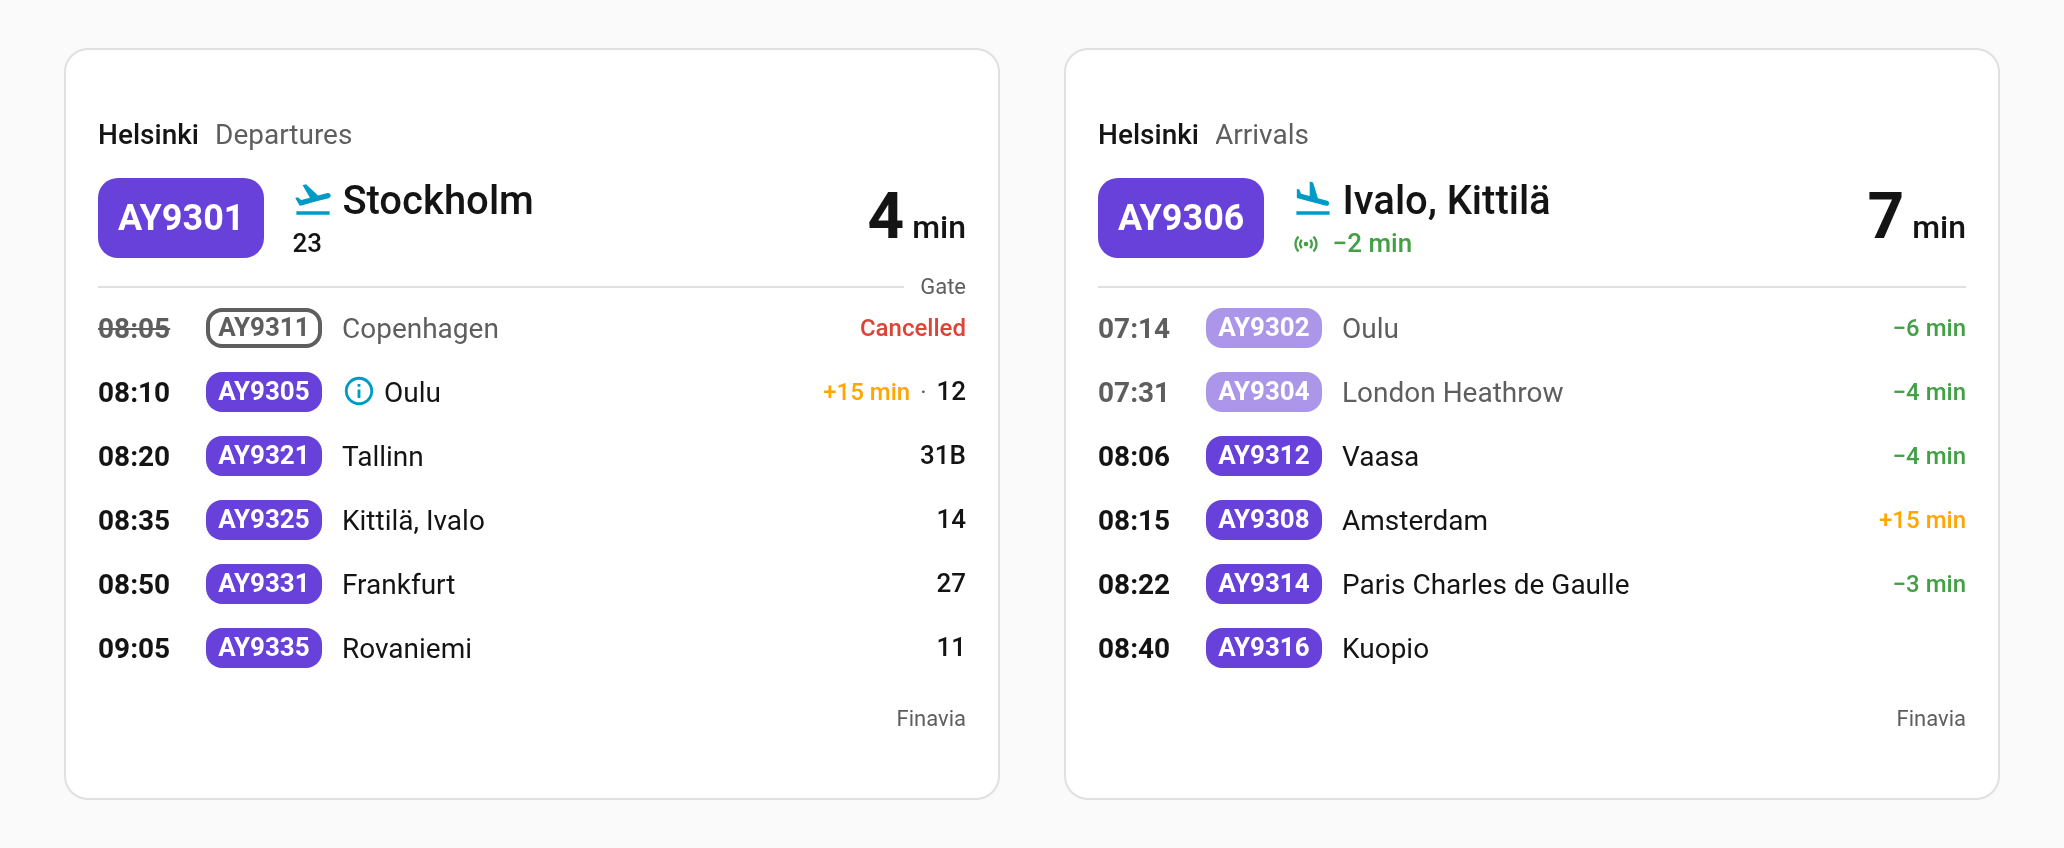 Helsinki Departures
AY9301 Stockholm 4 min
23
Gate
08:05 AY9311 Copenhagen Cancelled
08:10 AY9305 Oulu +15 min · 12
08:20 AY9321 Tallinn 31B
08:35 AY9325 Kittilä, Ivalo 14
08:50 AY9331 Frankfurt 27
09:05 AY9335 Rovaniemi 11
Finavia
Helsinki Arrivals
AY9306 Ivalo, Kittilä 7 min
−2 min
07:14 AY9302 Oulu −6 min
07:31 AY9304 London Heathrow −4 min
08:06 AY9312 Vaasa −4 min
08:15 AY9308 Amsterdam +15 min
08:22 AY9314 Paris Charles de Gaulle −3 min
08:40 AY9316 Kuopio
Finavia